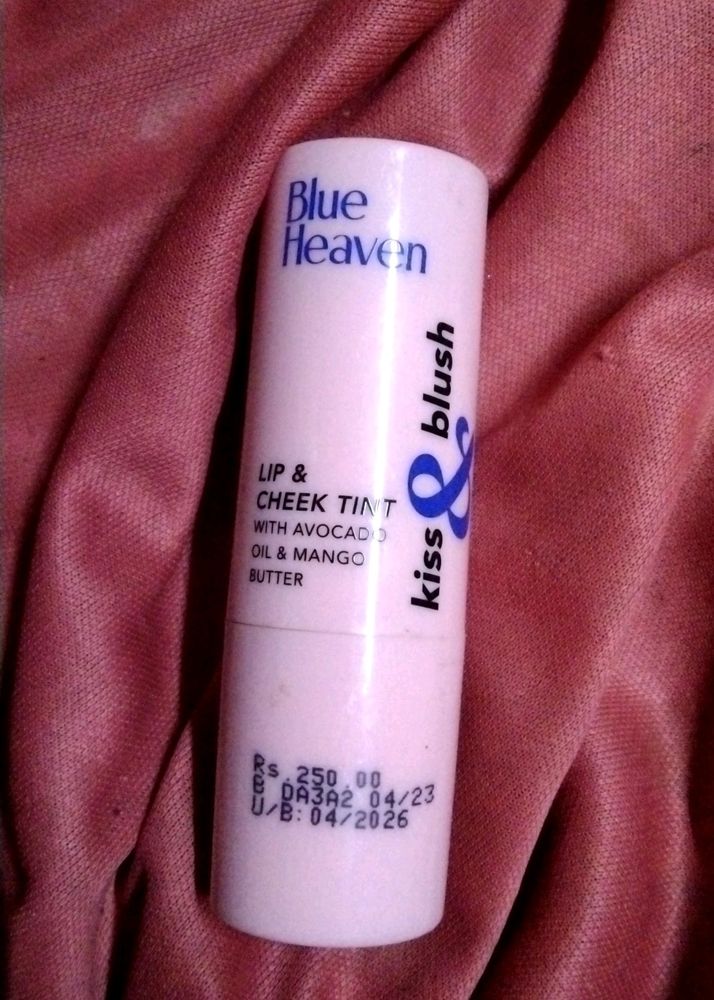 Blue
Heaven
kiss & blush
LIP &
CHEEK TINT
WITH AVOCADO
OIL & MANGO
BUTTER
Rs.250.00
B DA3A2 04/23
U/B:04/2026